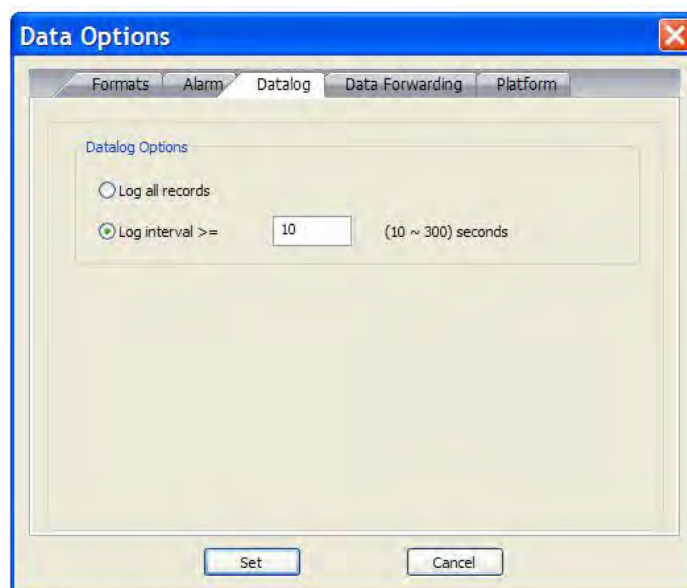 Data Options
Formats Alarm Datalog Data Forwarding Platform
Datalog Options
Log all records
Log interval >= 10 (10 ~ 300) seconds
Set Cancel